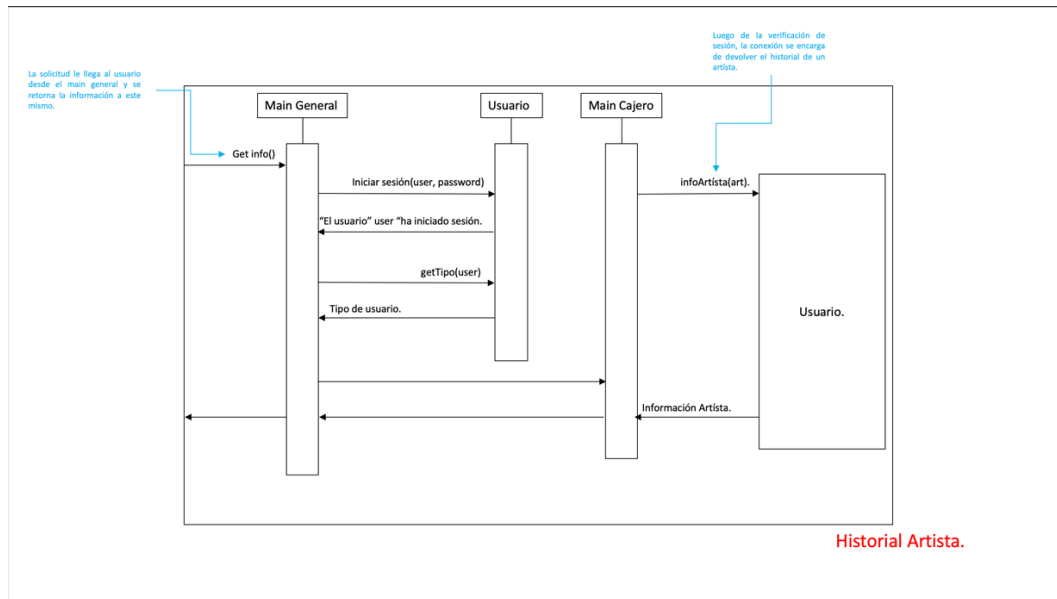 Luego de la verificación de
sesión, la conexión se encarga
de devolver el historial de un
artísta.
La solicitud le llega al usuario
desde el main general y se
retorna la información a este
mismo.
Main General
Usuario
Main Cajero
Get info()
Iniciar sesión(user, password)
infoArtísta(art).
“El usuario” user “ha iniciado sesión.
getTipo(user)
Tipo de usuario.
Usuario.
Información Artísta.
Historial Artista.